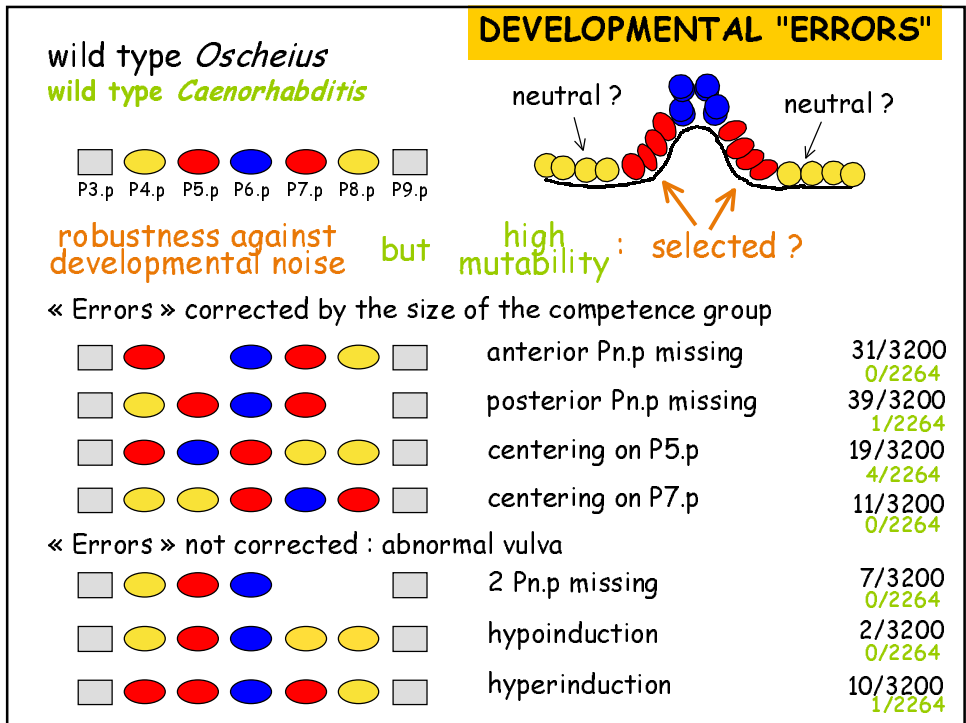 DEVELOPMENTAL "ERRORS"
wild type Oscheius
wild type Caenorhabditis
neutral ?
neutral ?
P3.p P4.p P5.p P6.p P7.p P8.p P9.p
robustness against
developmental noise
but
high
mutability
:
selected ?
« Errors » corrected by the size of the competence group
anterior Pn.p missing 31/3200
0/2264
posterior Pn.p missing 39/3200
1/2264
centering on P5.p 19/3200
4/2264
centering on P7.p 11/3200
0/2264
« Errors » not corrected : abnormal vulva
2 Pn.p missing 7/3200
0/2264
hypoinduction 2/3200
0/2264
hyperinduction 10/3200
1/2264